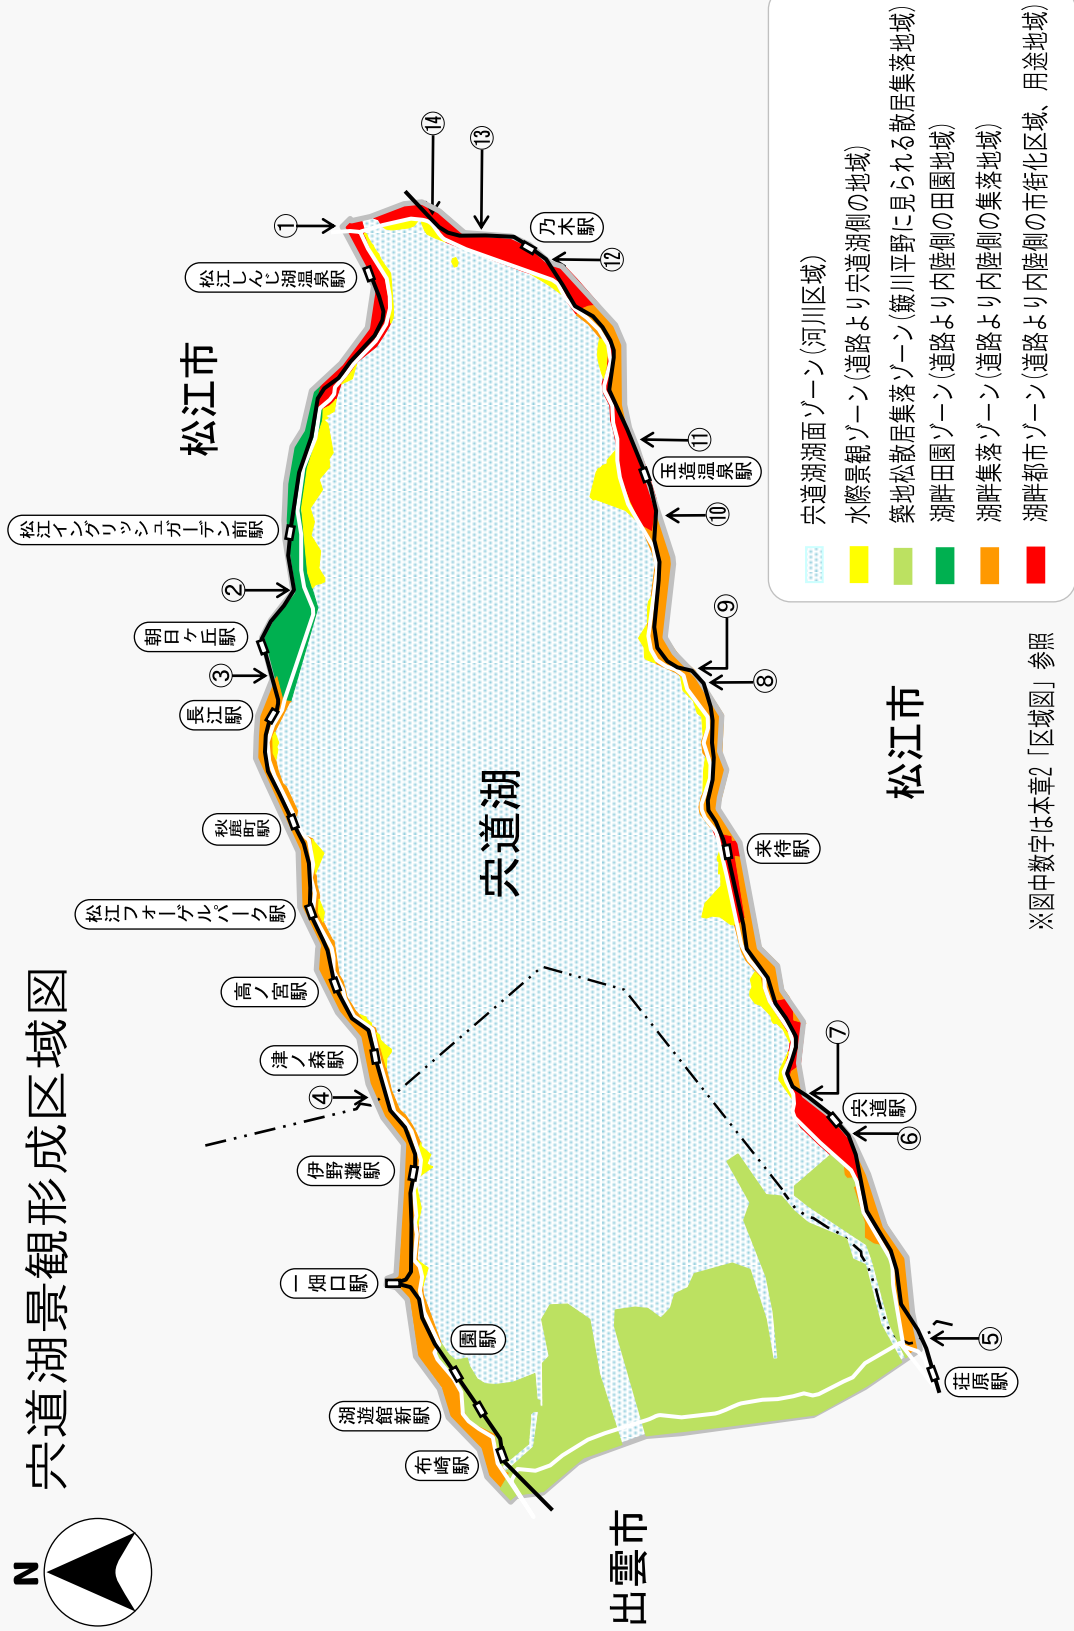 宍道湖景観形成区域図
N
松江市
出雲市
宍道湖
松江市
布崎駅
湖遊館新駅
園駅
一畑口駅
伊野灘駅
④
津ノ森駅
高ノ宮駅
松江フォーゲルパーク駅
秋鹿町駅
長江駅
③
朝日ヶ丘駅
②
松江イングリッシュガーデン前駅
松江しんじ湖温泉駅
①
⑭
⑬
乃木駅
⑫
⑪
玉造温泉駅
⑩
⑨
⑧
来待駅
⑦
宍道駅
⑥
⑤
荘原駅
宍道湖湖面ゾーン(河川区域)
水際景観ゾーン(道路より宍道湖側の地域)
築地松散居集落ゾーン(簸川平野に見られる散居集落地域)
湖畔田園ゾーン(道路より内陸側の田園地域)
湖畔集落ゾーン(道路より内陸側の集落地域)
湖畔都市ゾーン(道路より内陸側の市街化区域、用途地域)
※図中数字は本章2「区域図」参照